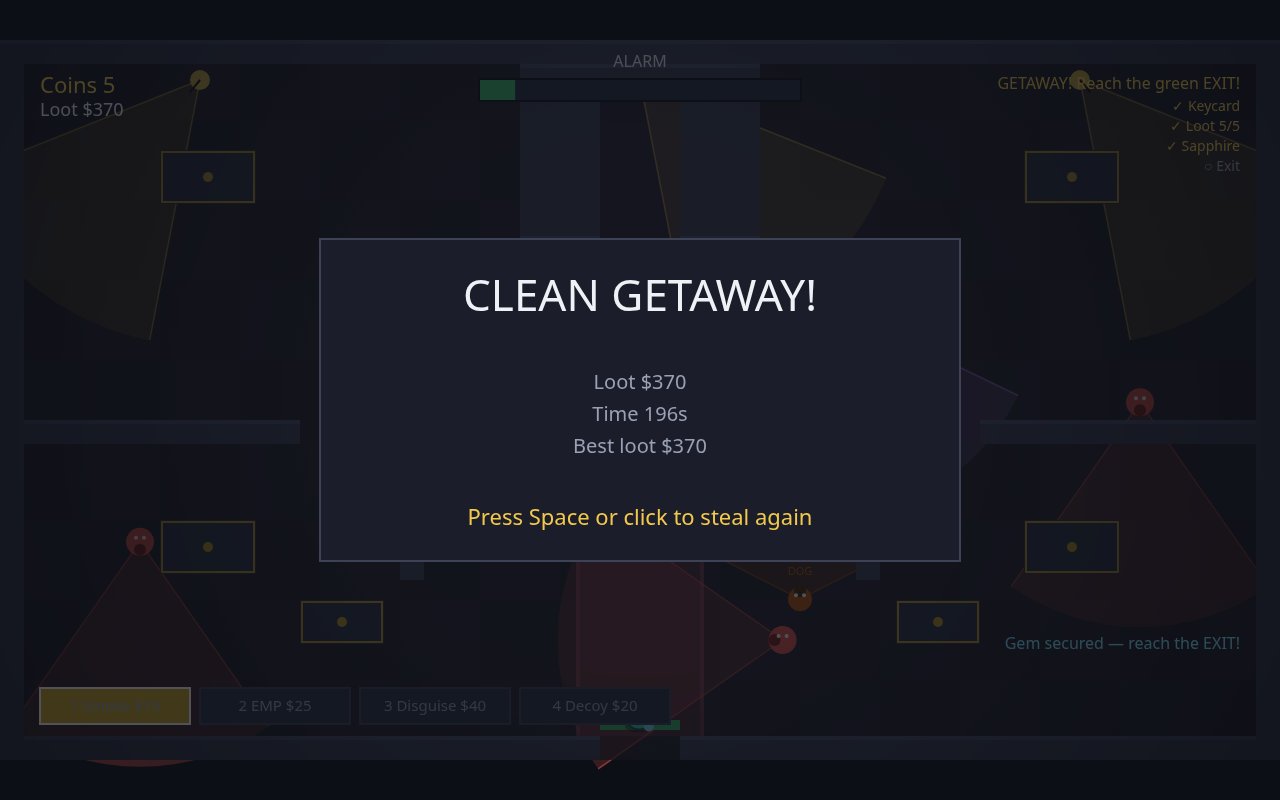 ALARM
Coins 5
Loot $370
GETAWAY! Reach the green EXIT!
✓ Keycard
✓ Loot 5/5
✓ Sapphire
○ Exit
CLEAN GETAWAY!
Loot $370
Time 196s
Best loot $370
Press Space or click to steal again
DOG
Gem secured — reach the EXIT!
2 EMP $25
3 Disguise $40
4 Decoy $20